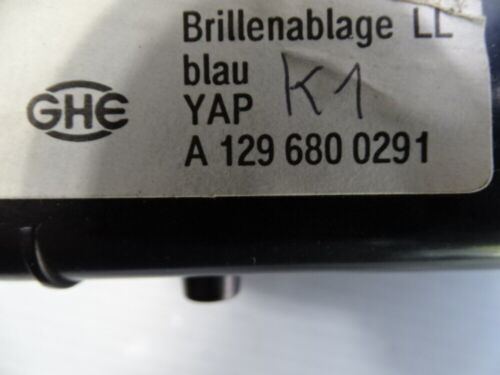 Brillenablage LL
blau
YAP K1
GHE
A 129 680 0291